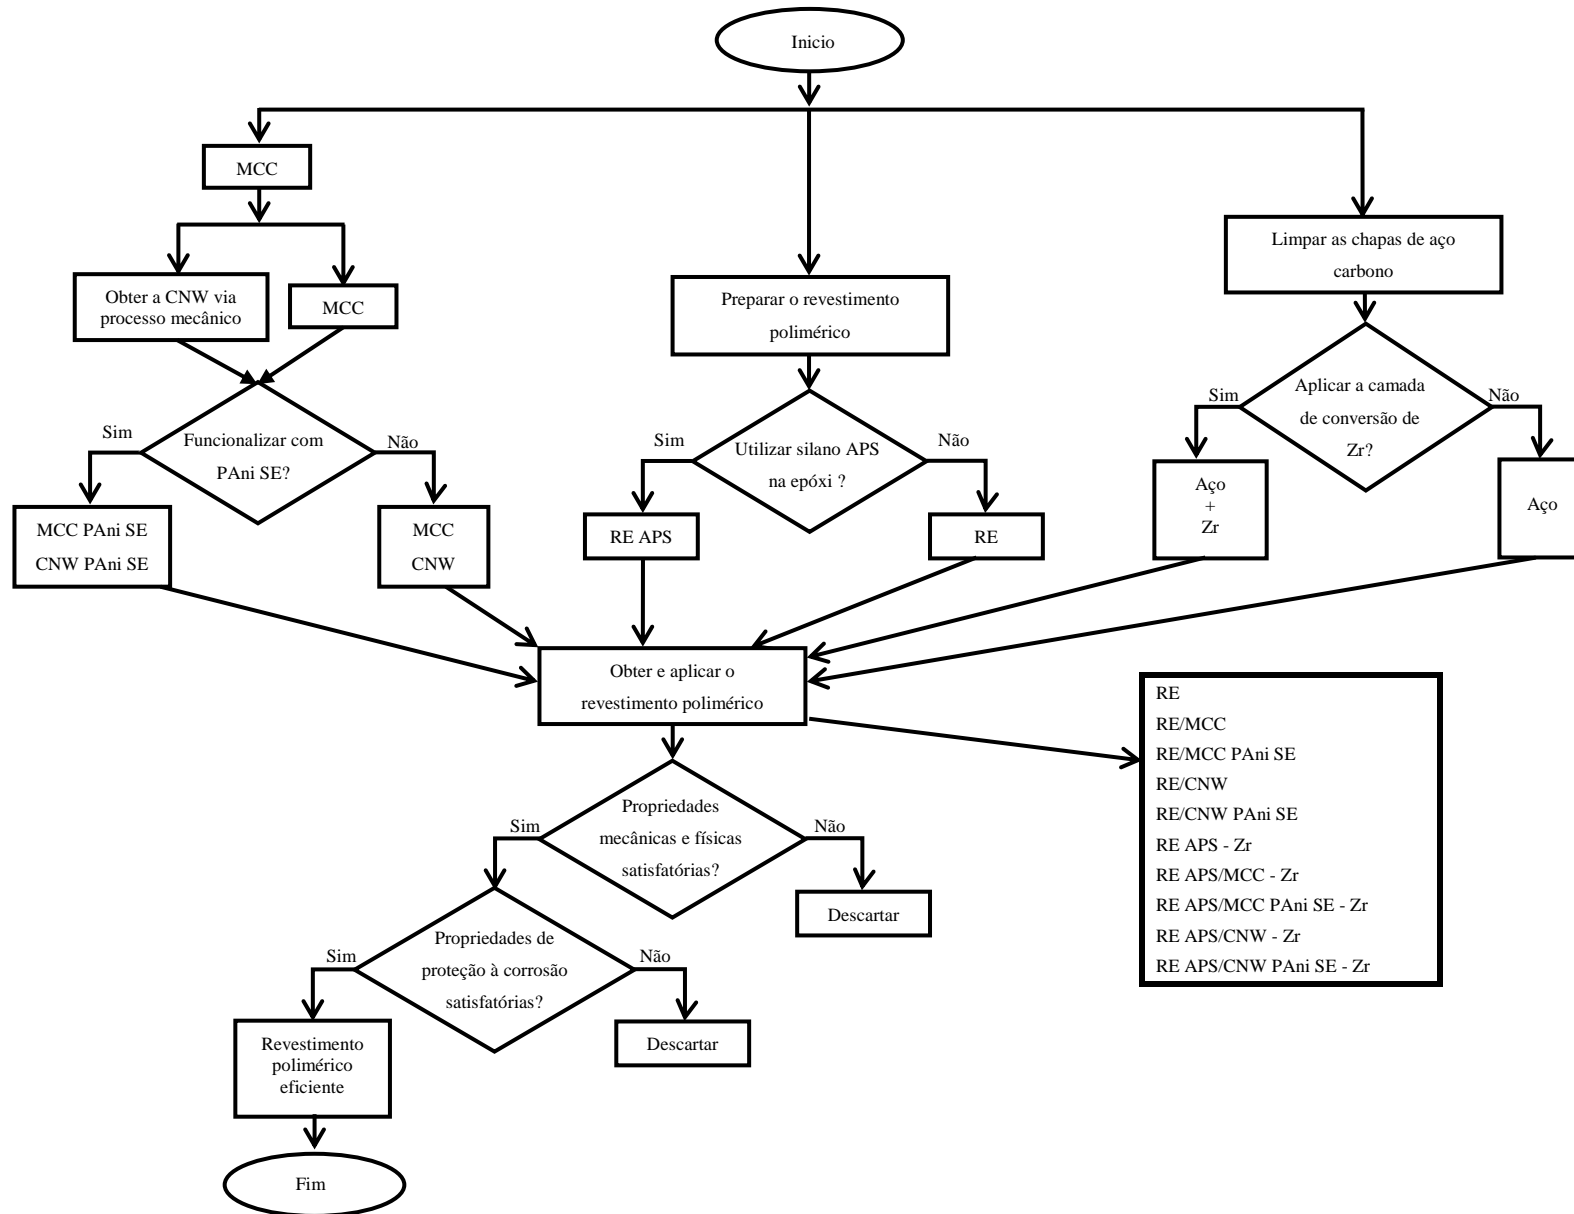 Inicio
MCC
Limpar as chapas de aço
carbono
Obter a CNW via
processo mecânico
MCC
Preparar o revestimento
polimérico
Sim
Aplicar a camada
de conversão de
Zr?
Não
Sim
Funcionalizar com
PAni SE?
Não
Sim
Utilizar silano APS
na epóxi ?
Não
Aço
+
Zr
Aço
MCC PAni SE
CNW PAni SE
MCC
CNW
RE APS
RE
Obter e aplicar o
revestimento polimérico
RE
RE/MCC
RE/MCC PAni SE
RE/CNW
RE/CNW PAni SE
RE APS - Zr
RE APS/MCC - Zr
RE APS/MCC PAni SE - Zr
RE APS/CNW - Zr
RE APS/CNW PAni SE - Zr
Sim
Propriedades
mecânicas e físicas
satisfatórias?
Não
Descartar
Sim
Propriedades de
proteção à corrosão
satisfatórias?
Não
Descartar
Revestimento
polimérico
eficiente
Fim